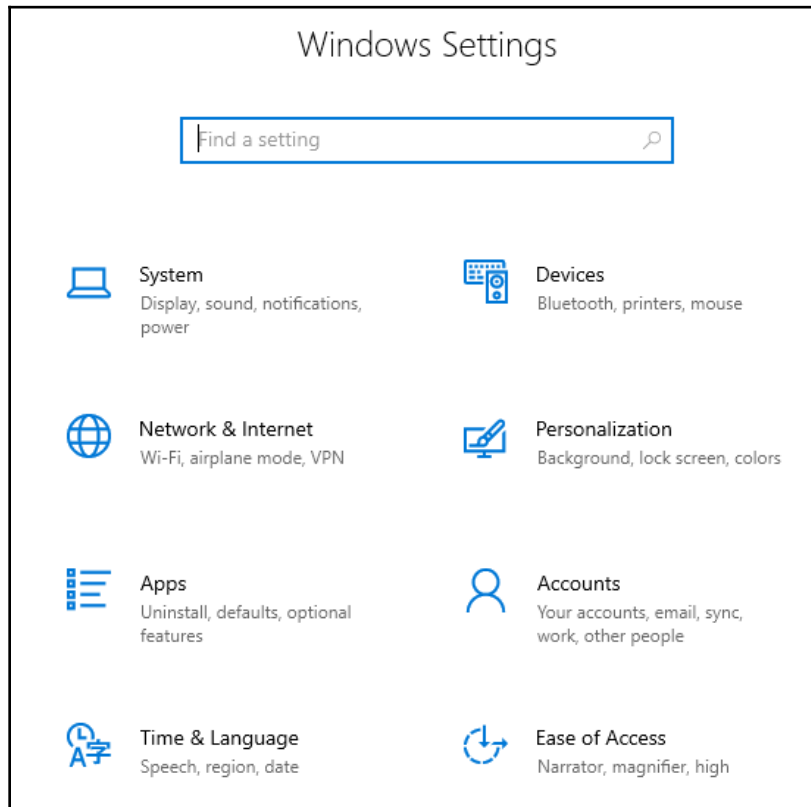 Windows Settings
Find a setting
System
Display, sound, notifications,
power
Devices
Bluetooth, printers, mouse
Network & Internet
Wi-Fi, airplane mode, VPN
Personalization
Background, lock screen, colors
Apps
Uninstall, defaults, optional
features
Accounts
Your accounts, email, sync,
work, other people
A字
Time & Language
Speech, region, date
Ease of Access
Narrator, magnifier, high